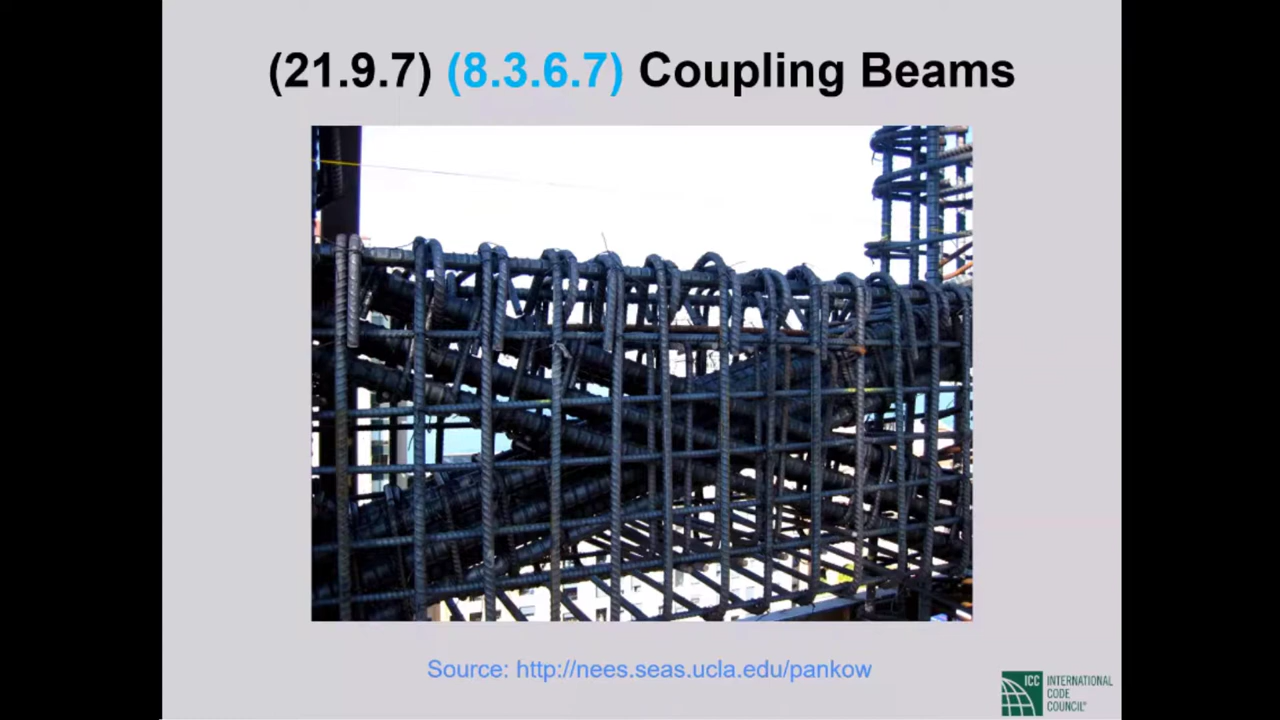 (21.9.7) (8.3.6.7) Coupling Beams
Source: http://nees.seas.ucla.edu/pankow
ICC INTERNATIONAL
CODE
COUNCIL®